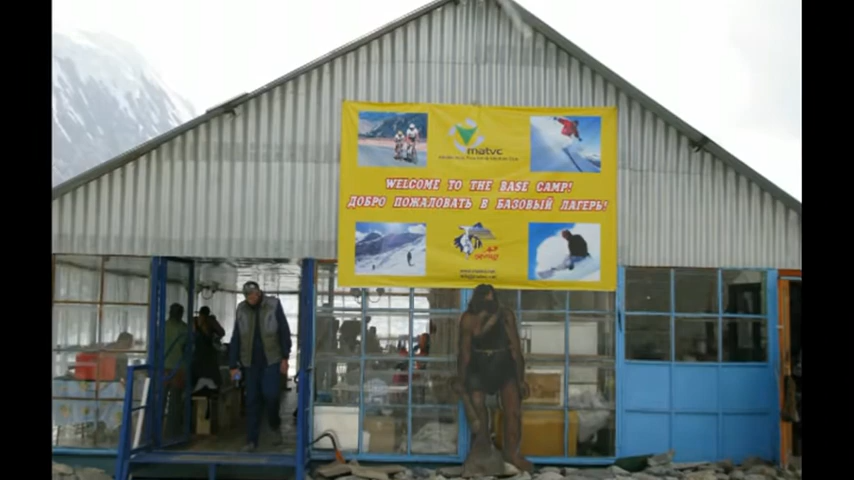 matvc
WELCOME TO THE BASE CAMP!
ДОБРО ПОЖАЛОВАТЬ В БАЗОВЫЙ ЛАГЕРЬ!